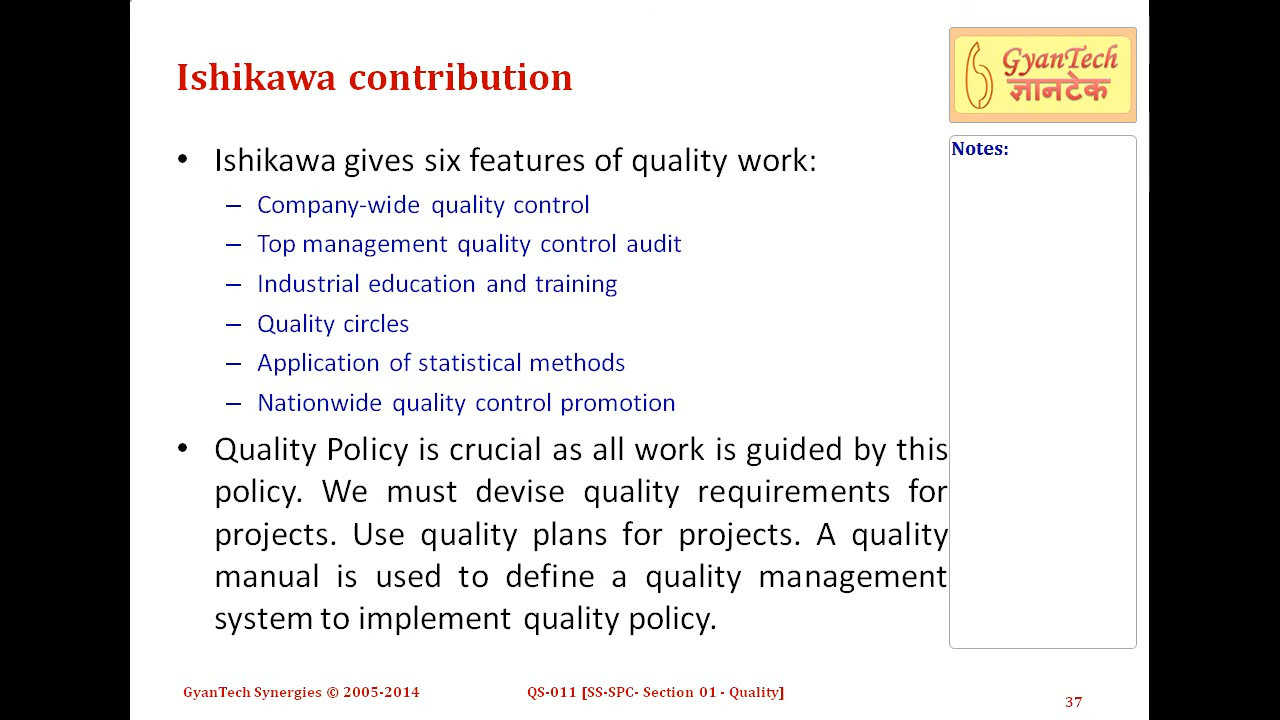 Ishikawa contribution
GyanTech
ज्ञानटेक
Notes:
• Ishikawa gives six features of quality work:
– Company-wide quality control
– Top management quality control audit
– Industrial education and training
– Quality circles
– Application of statistical methods
– Nationwide quality control promotion
• Quality Policy is crucial as all work is guided by this
policy. We must devise quality requirements for
projects. Use quality plans for projects. A quality
manual is used to define a quality management
system to implement quality policy.
GyanTech Synergies © 2005-2014
QS-011 [SS-SPC- Section 01 - Quality]
37